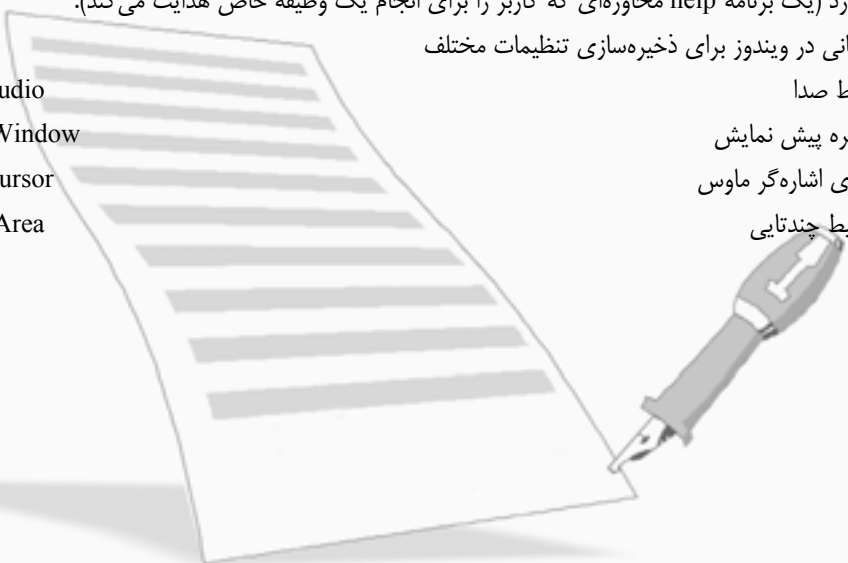 رد (یک برنامه help محاوره‌ای که کاربر را برای انجام یک وظیفه خاص هدایت می‌کند).
انی در ویندوز برای ذخیره‌سازی تنظیمات مختلف
ط صدا udio
ره پیش نمایش Window
ی اشاره‌گر ماوس ursor
بط چندتایی Area